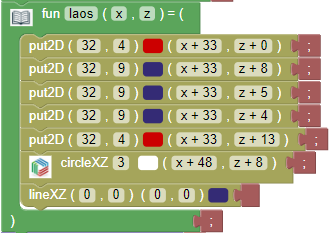 fun laos ( x , z ) = (
put2D ( 32 , 4 ) ( x + 33 , z + 0 ) ;
put2D ( 32 , 9 ) ( x + 33 , z + 8 ) ;
put2D ( 32 , 9 ) ( x + 33 , z + 5 ) ;
put2D ( 32 , 9 ) ( x + 33 , z + 4 ) ;
put2D ( 32 , 4 ) ( x + 33 , z + 13 ) ;
circleXZ 3 ( x + 48 , z + 8 ) ;
lineXZ ( 0 , 0 ) ( 0 , 0 ) ;
) ;